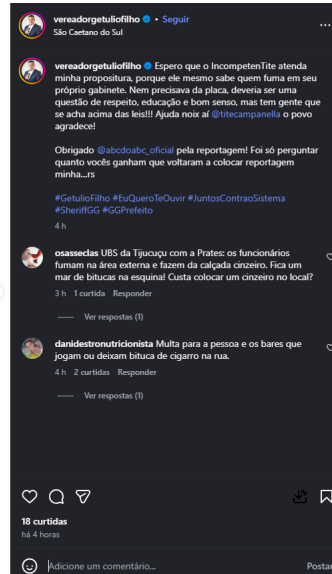 vereadorgetuliofilho • Seguir
São Caetano do Sul
vereadorgetuliofilho Espero que o IncompetenTite atenda
minha propositura, porque ele mesmo sabe quem fuma em seu
próprio gabinete. Nem precisava da placa, deveria ser uma
questão de respeito, educação e bom senso, mas tem gente que
se acha acima das leis!!! Ajuda noix aí @titecampanella o povo
agradece!
Obrigado @abcdoabc_oficial pela reportagem! Foi só perguntar
quanto vocês ganham que voltaram a colocar reportagem
minha...rs
#GetulioFilho #EuQueroTeOuvir #JuntosContraoSistema
#SheriffGG #GGPrefeito
4 h
osasseclas UBS da Tijucuçu com a Prates: os funcionários
fumam na área externa e fazem da calçada cinzeiro. Fica um
mar de bitucas na esquina! Custa colocar um cinzeiro no local?
3 h 1 curtida Responder
Ver respostas (1)
danidestronutricionista Multa para a pessoa e os bares que
jogam ou deixam bituca de cigarro na rua.
4 h 2 curtidas Responder
Ver respostas (1)
18 curtidas
há 4 horas
Adicione um comentário... Postar